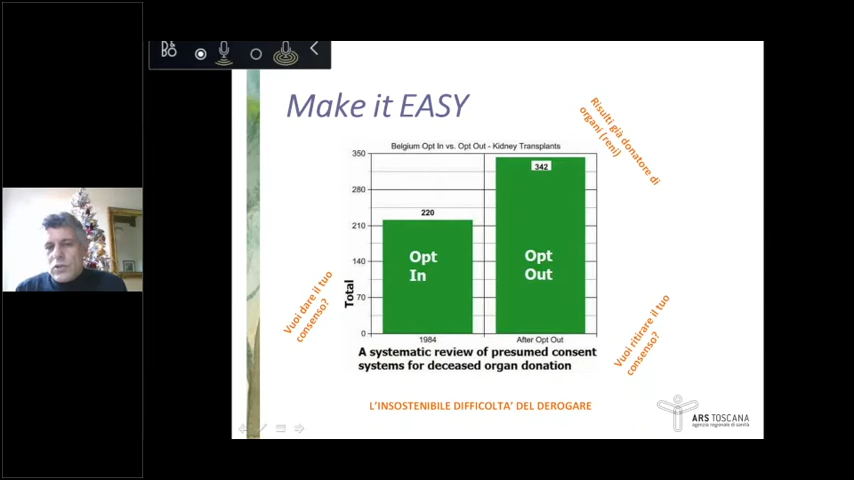 B&
BO
Make it EASY
Risulti già donatore di
organi (reni)
Belgium Opt In vs. Opt Out - Kidney Transplants
350
280
210
140
70
0
Total
220
342
Opt
In
Opt
Out
1984
After Opt Out
Vuoi dare il tuo
consenso?
Vuoi ritirare il tuo
consenso?
A systematic review of presumed consent
systems for deceased organ donation
L'INSOSTENIBILE DIFFICOLTA' DEL DEROGARE
ARS TOSCANA
agenzia regionale di sanità